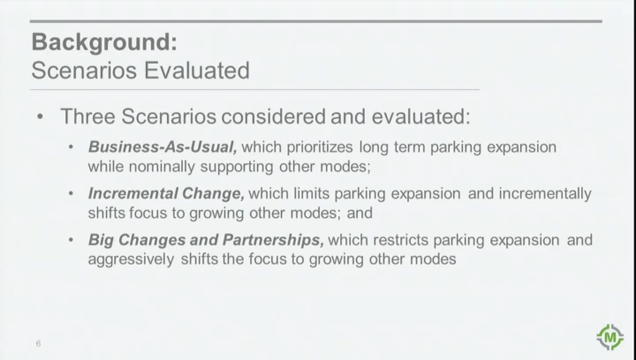 Background:
Scenarios Evaluated
• Three Scenarios considered and evaluated:
• Business-As-Usual, which prioritizes long term parking expansion
while nominally supporting other modes;
• Incremental Change, which limits parking expansion and incrementally
shifts focus to growing other modes; and
• Big Changes and Partnerships, which restricts parking expansion and
aggressively shifts the focus to growing other modes
6
M